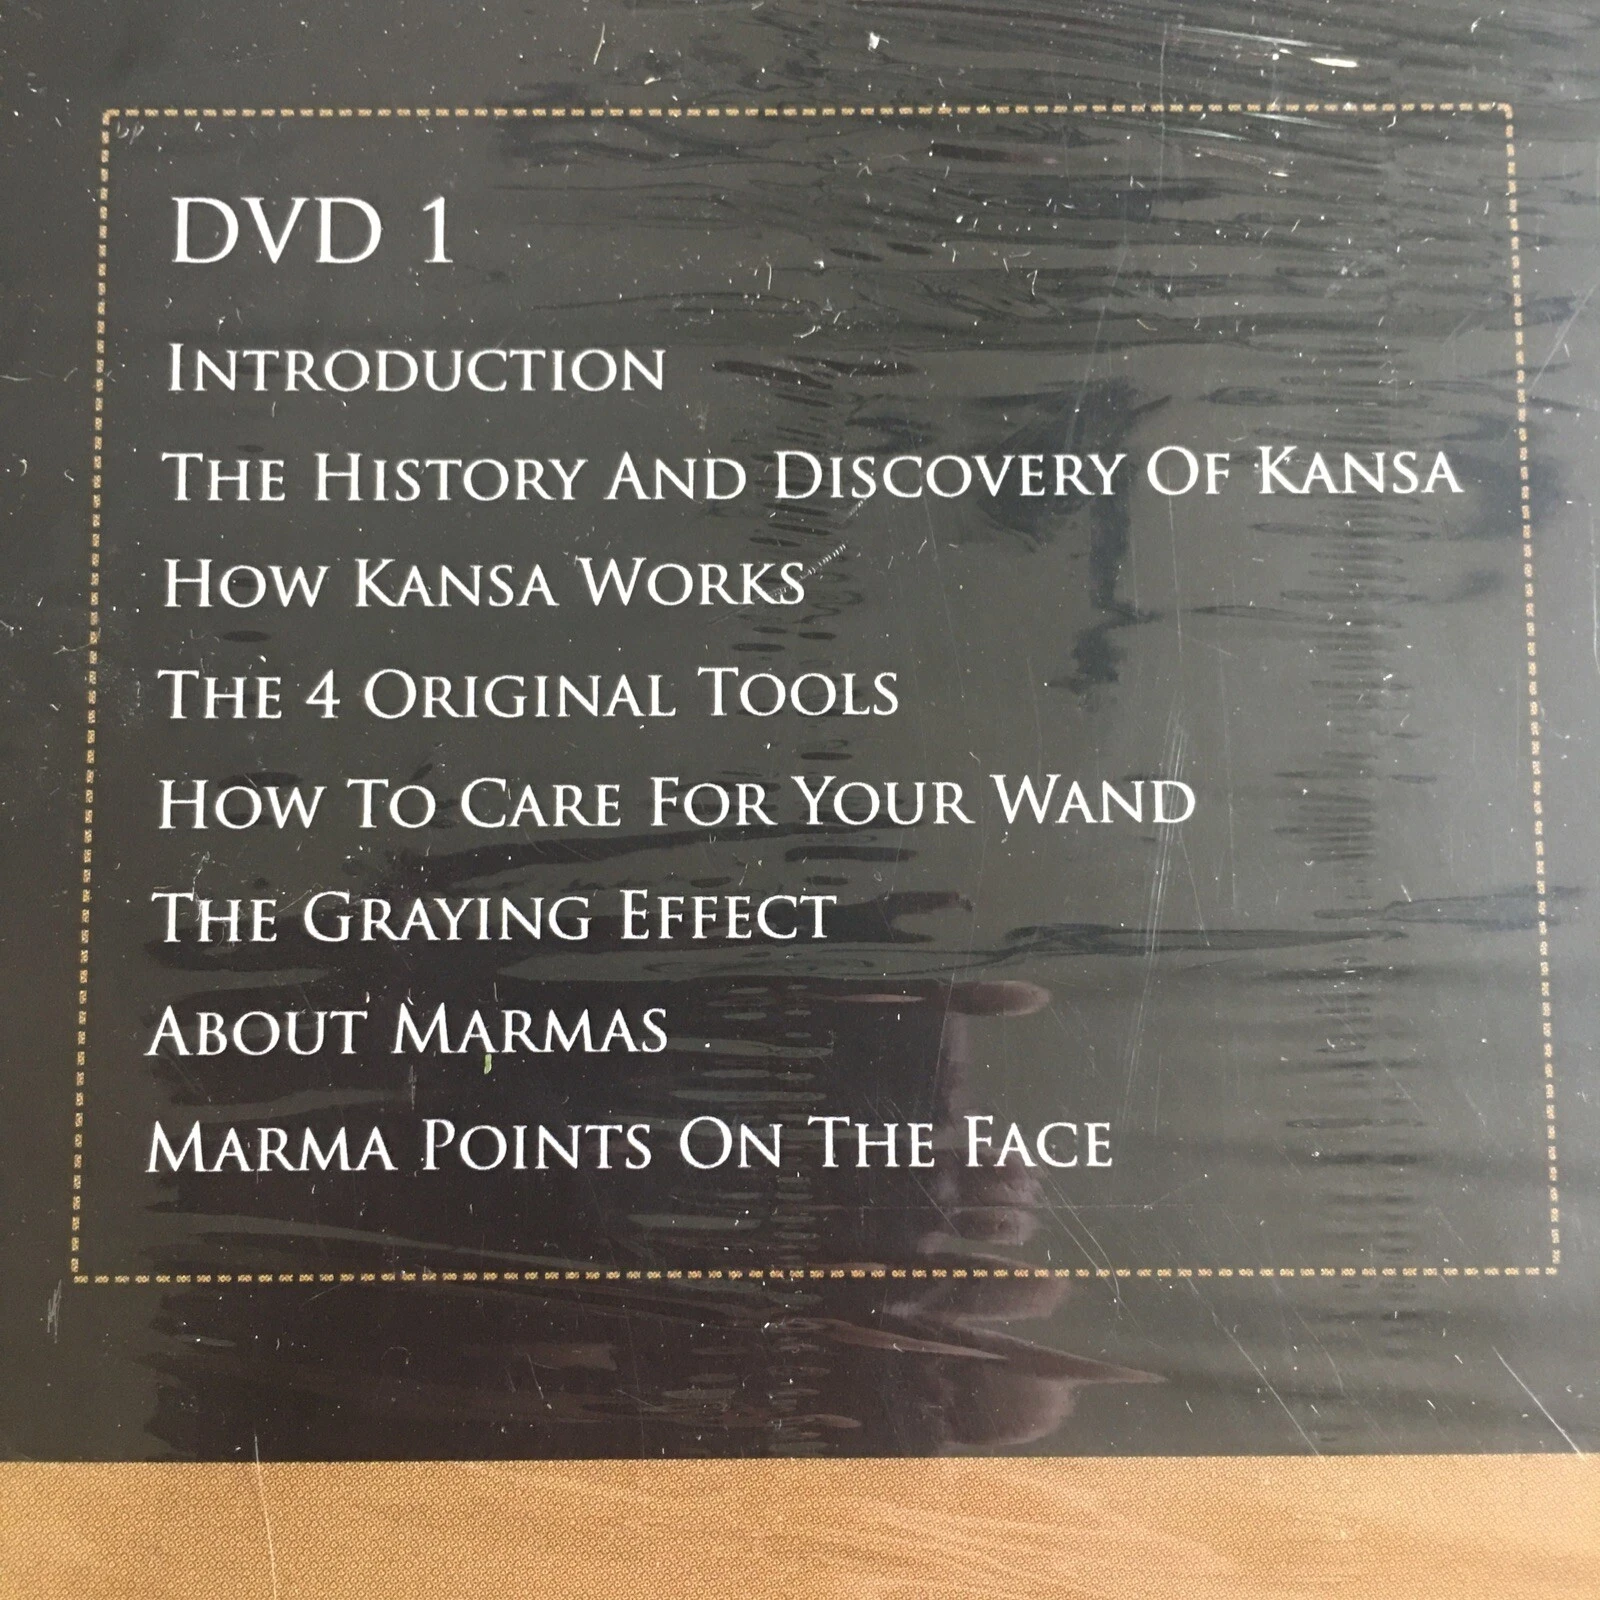 DVD 1
Introduction
The History And Discovery Of Kansa
How Kansa Works
The 4 Original Tools
How To Care For Your Wand
The Graying Effect
About Marmas
Marma Points On The Face